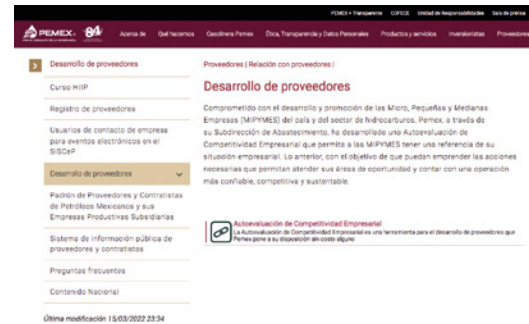 PEMEX + Transparente COPEEE Unidad de Responsabilidades Sala de prensa
PEMEX
Acerca de Qué hacemos Gasolinera Pemex Ética, Transparencia y Datos Personales Productos y servicios Inversionistas Proveedores
Desarrollo de proveedores
Curso HIIP
Registro de proveedores
Usuarios de contacto de empresa
para eventos electrónicos en el
SISCeP
Desarrollo de proveedores
Padrón de Proveedores y Contratistas
de Petróleos Mexicanos y sus
Empresas Productivas Subsidiarias
Sistema de información pública de
proveedores y contratistas
Preguntas frecuentes
Contenido Nacional
Última modificación 15/03/2022 23:34
Proveedores | Relación con proveedores |
Desarrollo de proveedores
Comprometido con el desarrollo y promoción de las Micro, Pequeñas y Medianas
Empresas (MIPYMES) del país y del sector de hidrocarburos, Pemex, a través de
su Subdirección de Abastecimiento, ha desarrollado una Autoevaluación de
Competitividad Empresarial que permita a las MIPYMES tener una referencia de su
situación empresarial. Lo anterior, con el objetivo de que puedan emprender las acciones
necesarias que permitan atender sus áreas de oportunidad y contar con una operación
más confiable, competitiva y sustentable.
Autoevaluación de Competitividad Empresarial
La Autoevaluación de Competitividad Empresarial es una herramienta para el desarrollo de proveedores que
Pemex pone a su disposición sin costo alguno